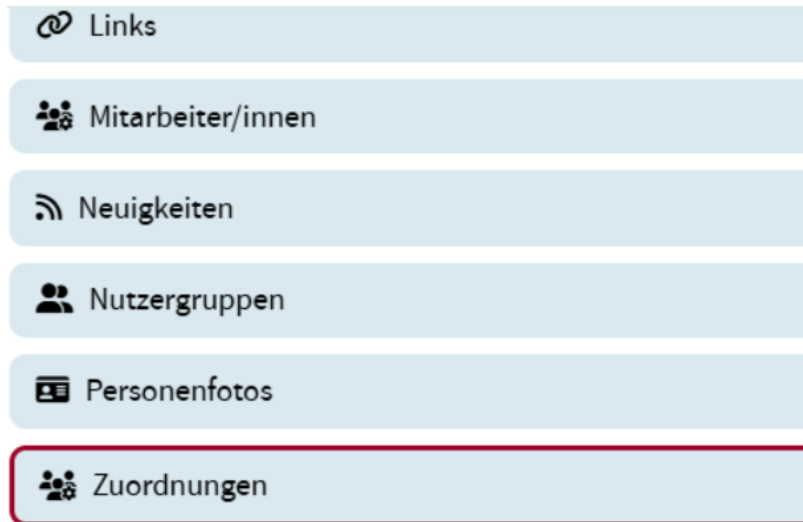 Links
Mitarbeiter/innen
Neuigkeiten
Nutzergruppen
Personenfotos
Zuordnungen